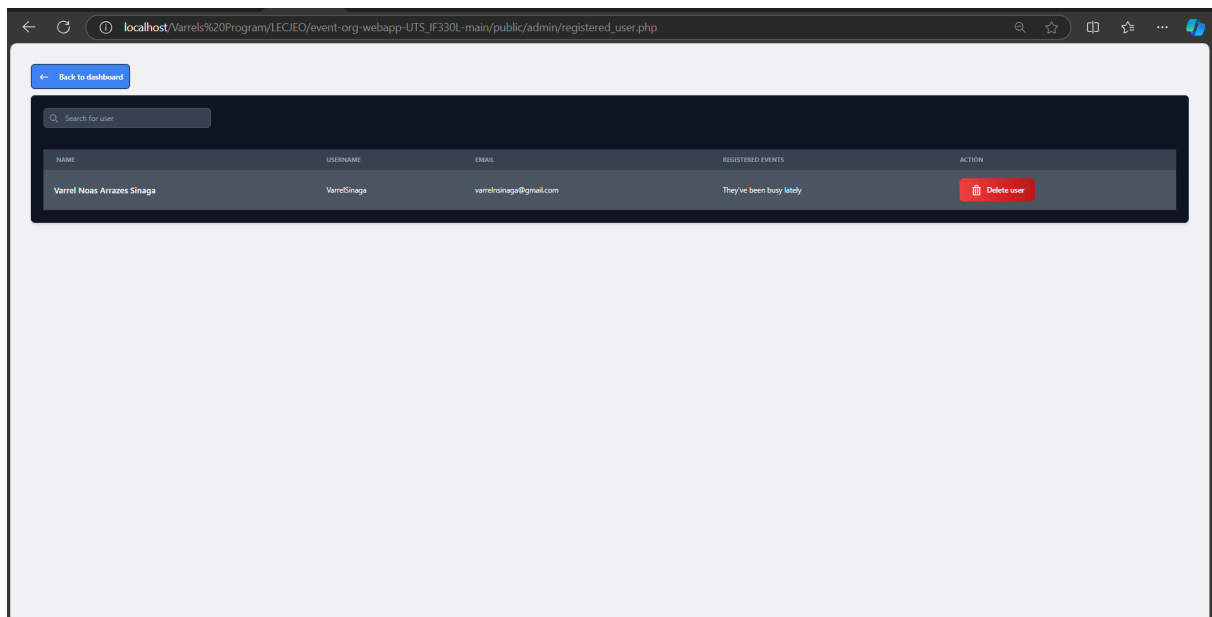 localhost/Varrels%20Program/LECJEO/event-org-webapp-UTS_IF330L-main/public/admin/registered_user.php
Back to dashboard
Search for user
NAME USERNAME EMAIL REGISTERED EVENTS ACTION
Varrel Noas Arrazes Sinaga VarrelSinaga varrelnsinaga@gmail.com They've been busy lately Delete user